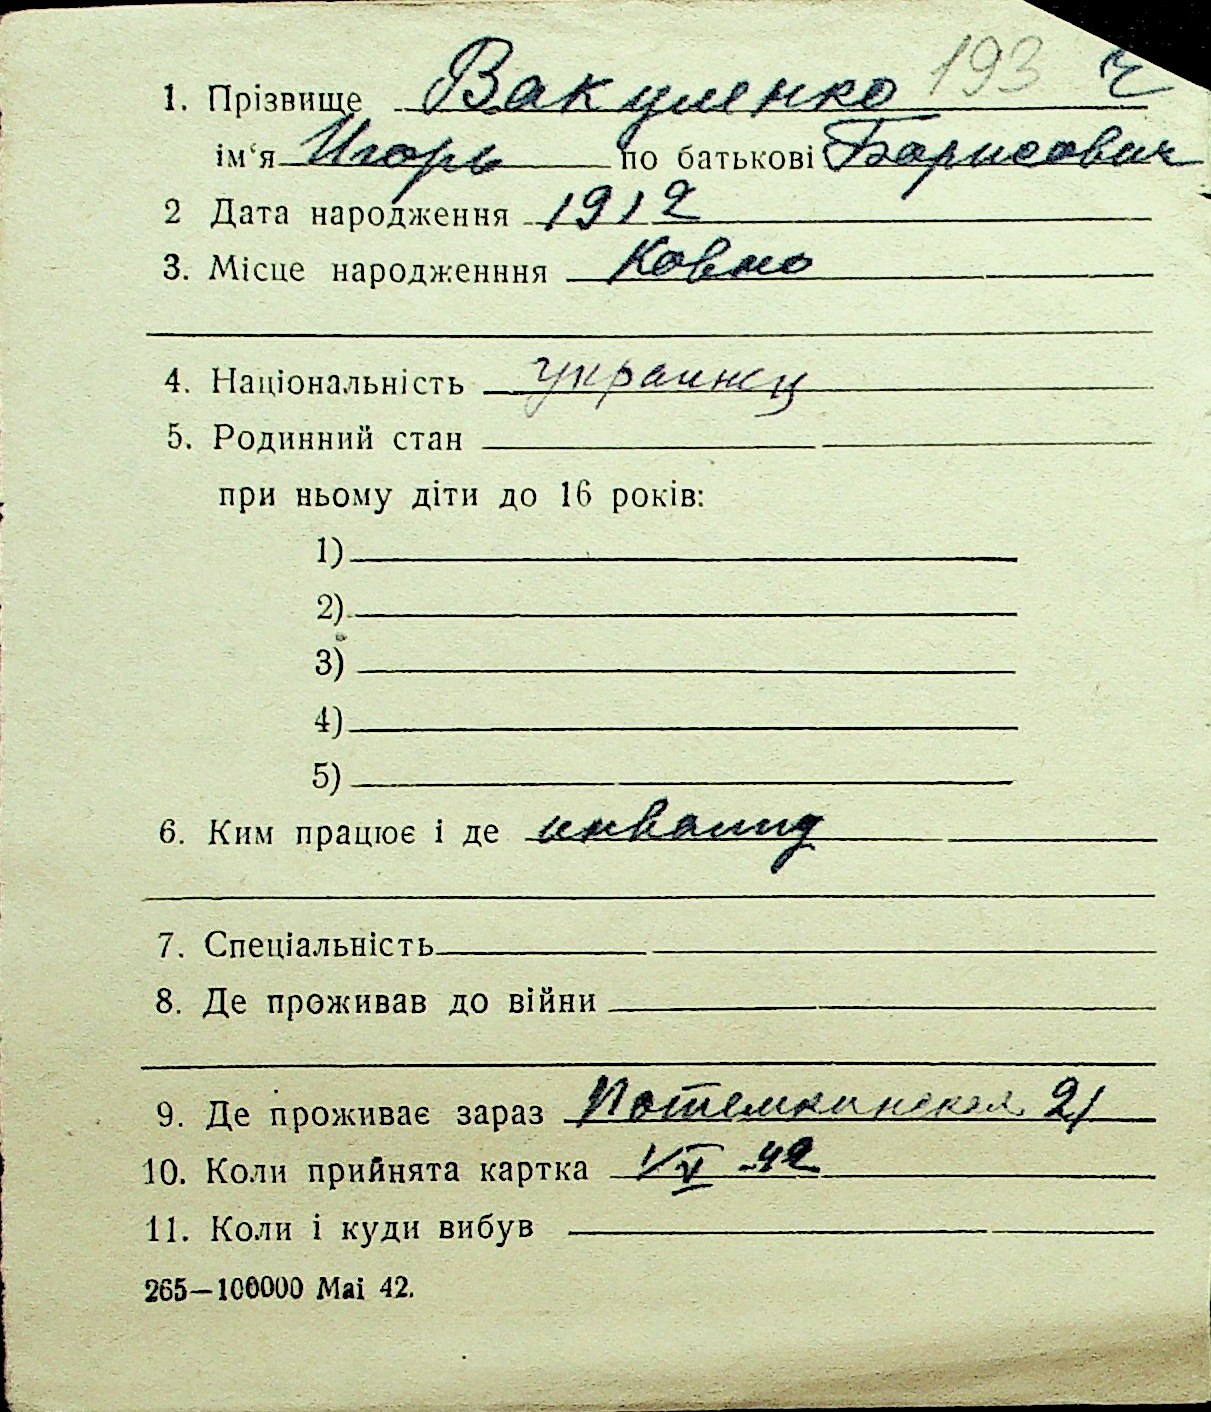 1. Прізвище Вакуленко 193 ч
ім'я Игорь по батькові Борисович
2 Дата народження 1912
3. Місце народженння Ковно
4. Національність украинец
5. Родинний стан
при ньому діти до 16 років:
1)
2)
3)
4)
5)
6. Ким працює і де инвалид
7. Спеціальність
8. Де проживав до війни
9. Де проживає зараз Потемкинская 21
10. Коли прийнята картка 1/V -42
11. Коли і куди вибув
265—100000 Mai 42.